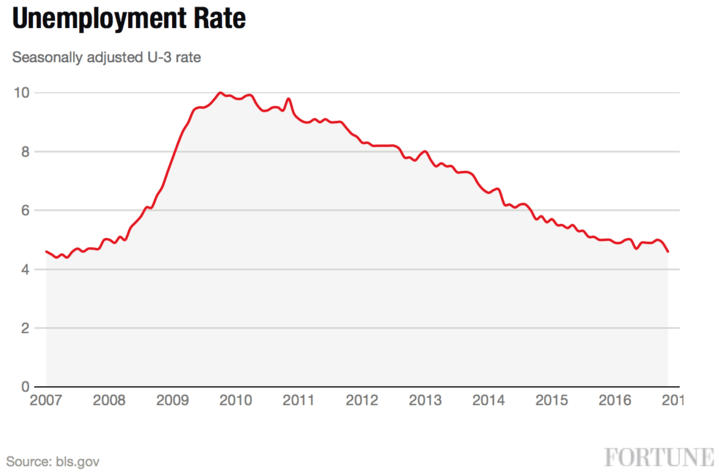 Unemployment Rate
Seasonally adjusted U-3 rate
10
8
6
4
2
0
2007 2008 2009 2010 2011 2012 2013 2014 2015 2016 201
Source: bls.gov
FORTUNE